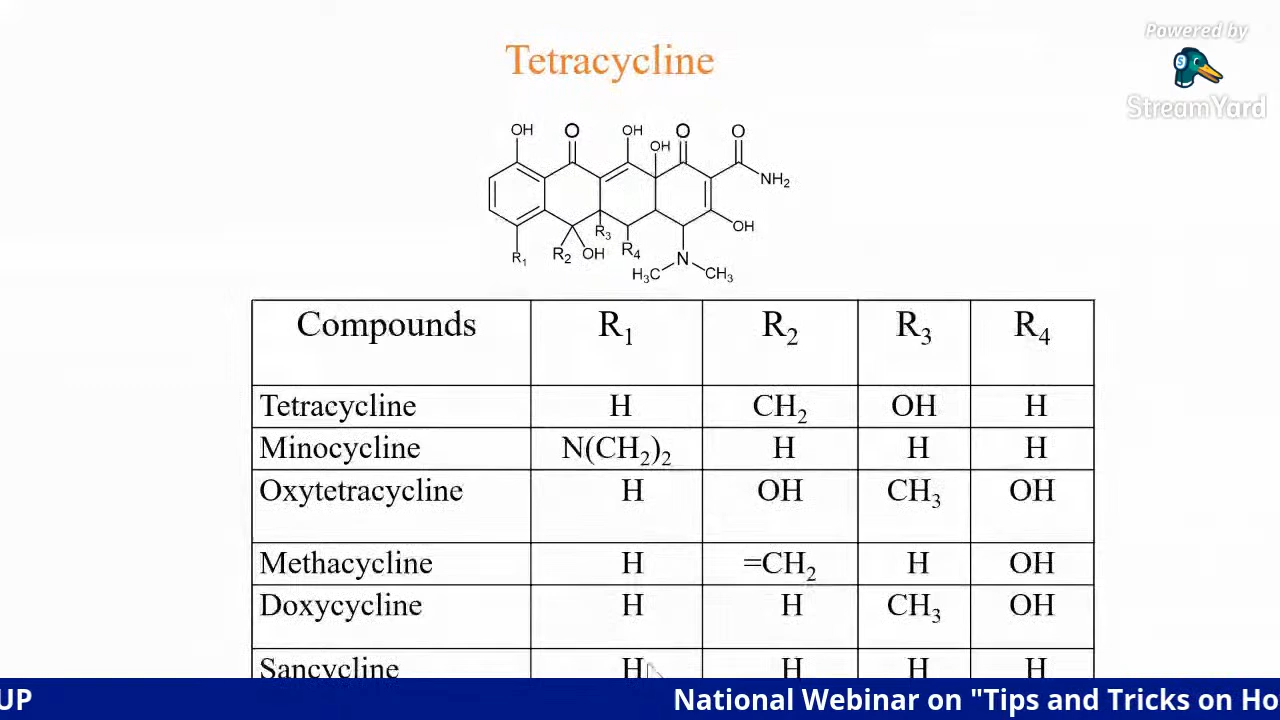 Powered by
StreamYard
Tetracycline
OH O OH OH O O
NH₂
OH
R₁ R₂ OH R₃ R₄ N
H₃C CH₃
Compounds R₁ R₂ R₃ R₄
Tetracycline H CH₂ OH H
Minocycline N(CH₂)₂ H H H
Oxytetracycline H OH CH₃ OH
Methacycline H =CH₂ H OH
Doxycycline H H CH₃ OH
Sancycline H H H H
UP National Webinar on "Tips and Tricks on Ho